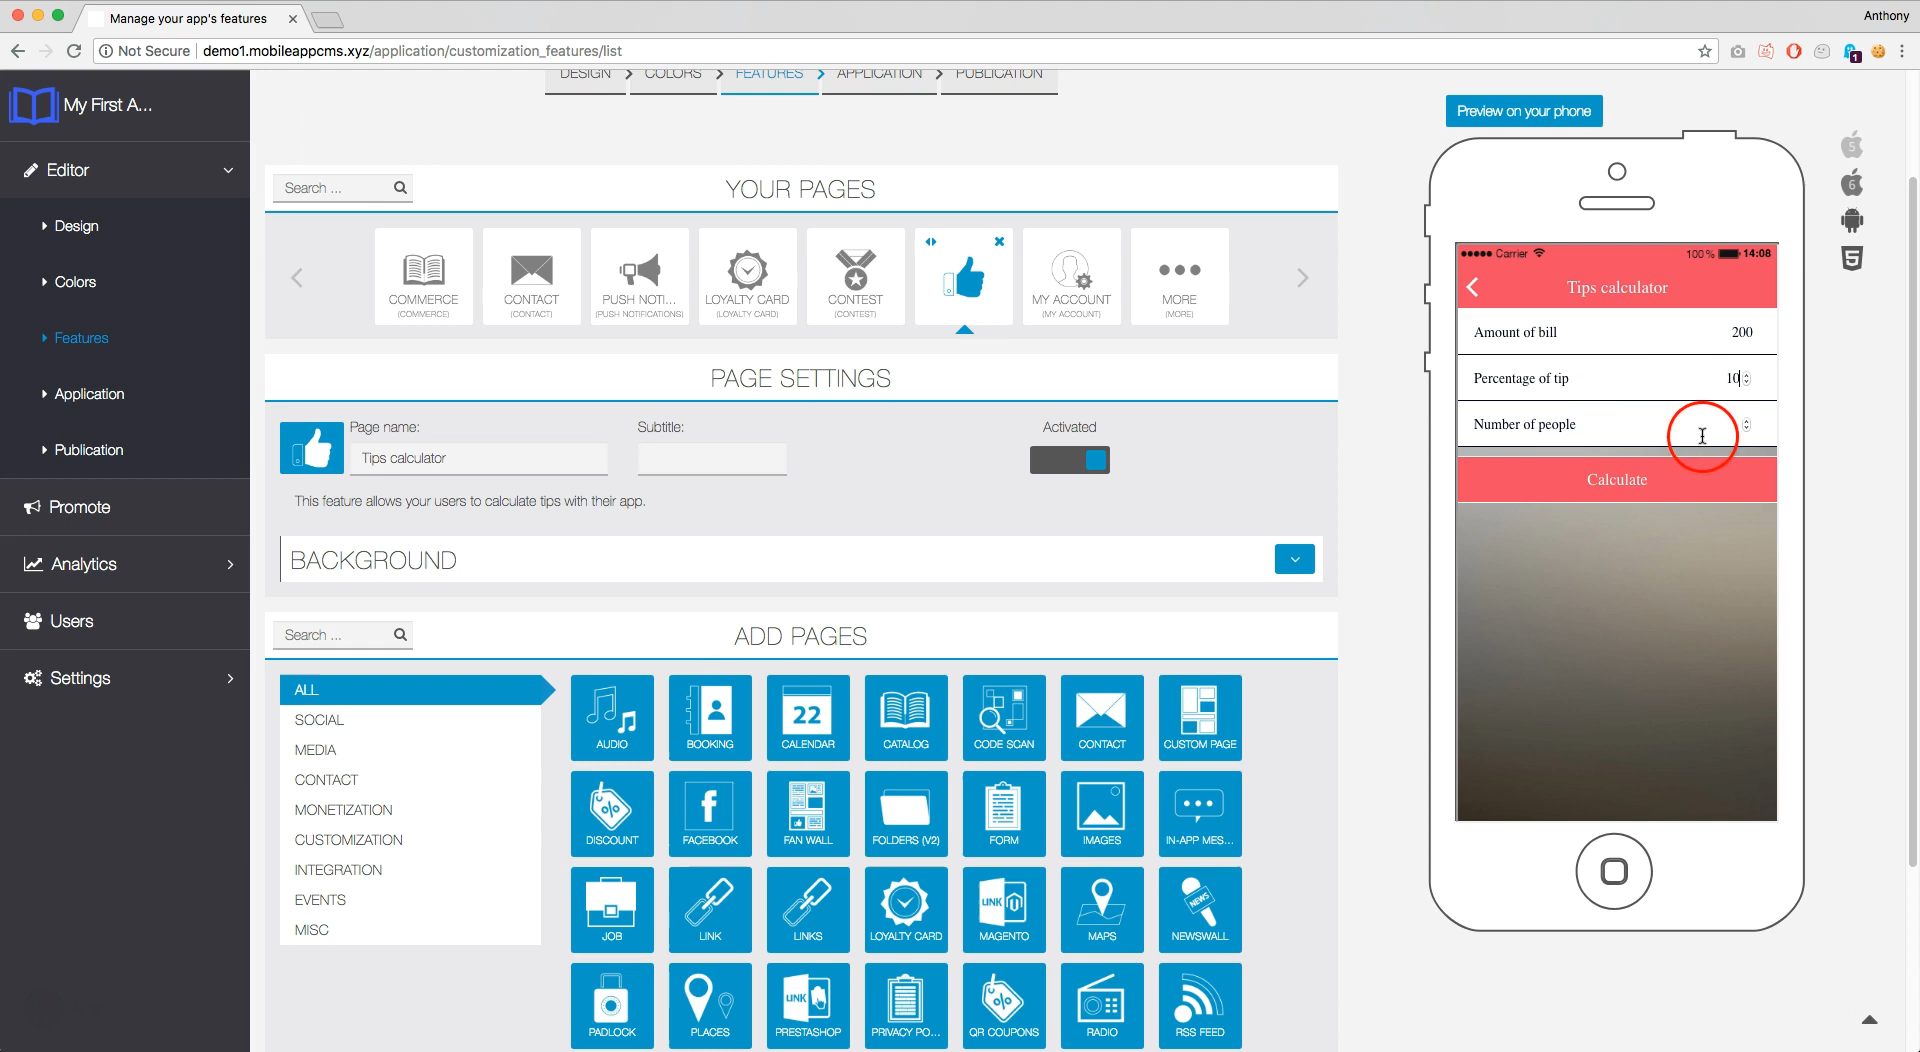 Manage your app's features
Anthony
Not Secure
demo1.mobileappcms.xyz/application/customization_features/list
1
My First A...
Editor
Design
Colors
Features
Application
Publication
Promote
Analytics
Users
Settings
DESIGN
COLORS
FEATURES
APPLICATION
PUBLICATION
Search ...
YOUR PAGES
COMMERCE
(COMMERCE)
CONTACT
(CONTACT)
PUSH NOTI...
(PUSH NOTIFICATIONS)
LOYALTY CARD
(LOYALTY CARD)
CONTEST
(CONTEST)
MY ACCOUNT
(MY ACCOUNT)
MORE
(MORE)
PAGE SETTINGS
Page name:
Tips calculator
Subtitle:
Activated
This feature allows your users to calculate tips with their app.
BACKGROUND
Search ...
ADD PAGES
ALL
SOCIAL
MEDIA
CONTACT
MONETIZATION
CUSTOMIZATION
INTEGRATION
EVENTS
MISC
AUDIO
BOOKING
22
CALENDAR
CATALOG
CODE SCAN
CONTACT
CUSTOM PAGE
%
DISCOUNT
f
FACEBOOK
FAN WALL
FOLDERS (V2)
FORM
IMAGES
IN-APP MES...
JOB
LINK
LINKS
LOYALTY CARD
LINK
MAGENTO
MAPS
NEWS
NEWSWALL
PADLOCK
PLACES
LINK
PRESTASHOP
PRIVACY PO...
%
QR COUPONS
RADIO
RSS FEED
Preview on your phone
5
6
5
Carrier
100 %
14:08
Tips calculator
Amount of bill
200
Percentage of tip
10
Number of people
Calculate